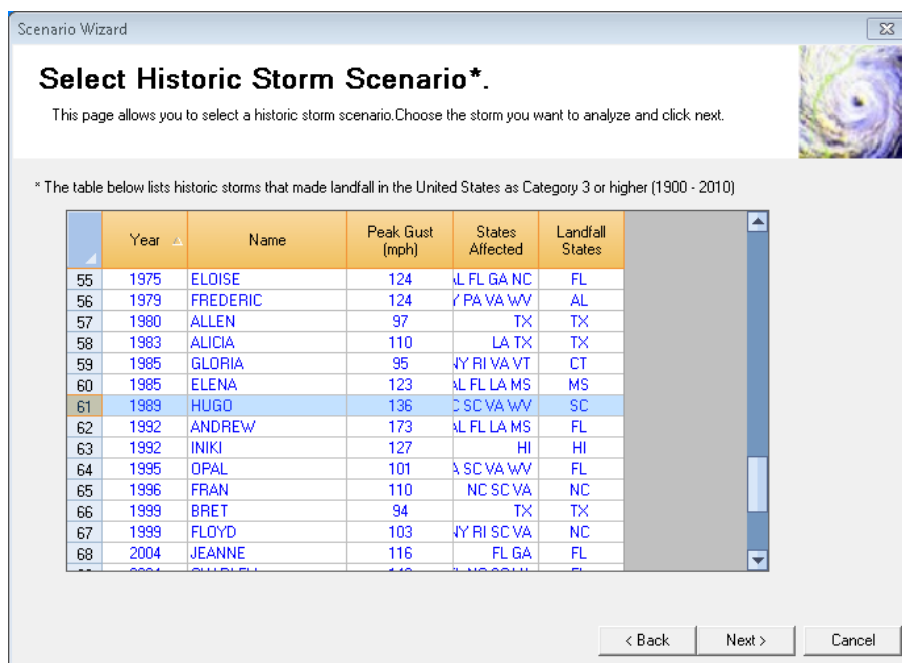 Scenario Wizard
Select Historic Storm Scenario*.
This page allows you to select a historic storm scenario.Choose the storm you want to analyze and click next.
* The table below lists historic storms that made landfall in the United States as Category 3 or higher (1900 - 2010)
Year Name Peak Gust (mph) States Affected Landfall States
55 1975 ELOISE 124 AL FL GA NC FL
56 1979 FREDERIC 124 PA VA WV AL
57 1980 ALLEN 97 TX TX
58 1983 ALICIA 110 LA TX TX
59 1985 GLORIA 95 NY RI VA VT CT
60 1985 ELENA 123 AL FL LA MS MS
61 1989 HUGO 136 SC VA WV SC
62 1992 ANDREW 173 AL FL LA MS FL
63 1992 INIKI 127 HI HI
64 1995 OPAL 101 SC VA WV FL
65 1996 FRAN 110 NC SC VA NC
66 1999 BRET 94 TX TX
67 1999 FLOYD 103 NY RI SC VA NC
68 2004 JEANNE 116 FL GA FL
< Back Next > Cancel